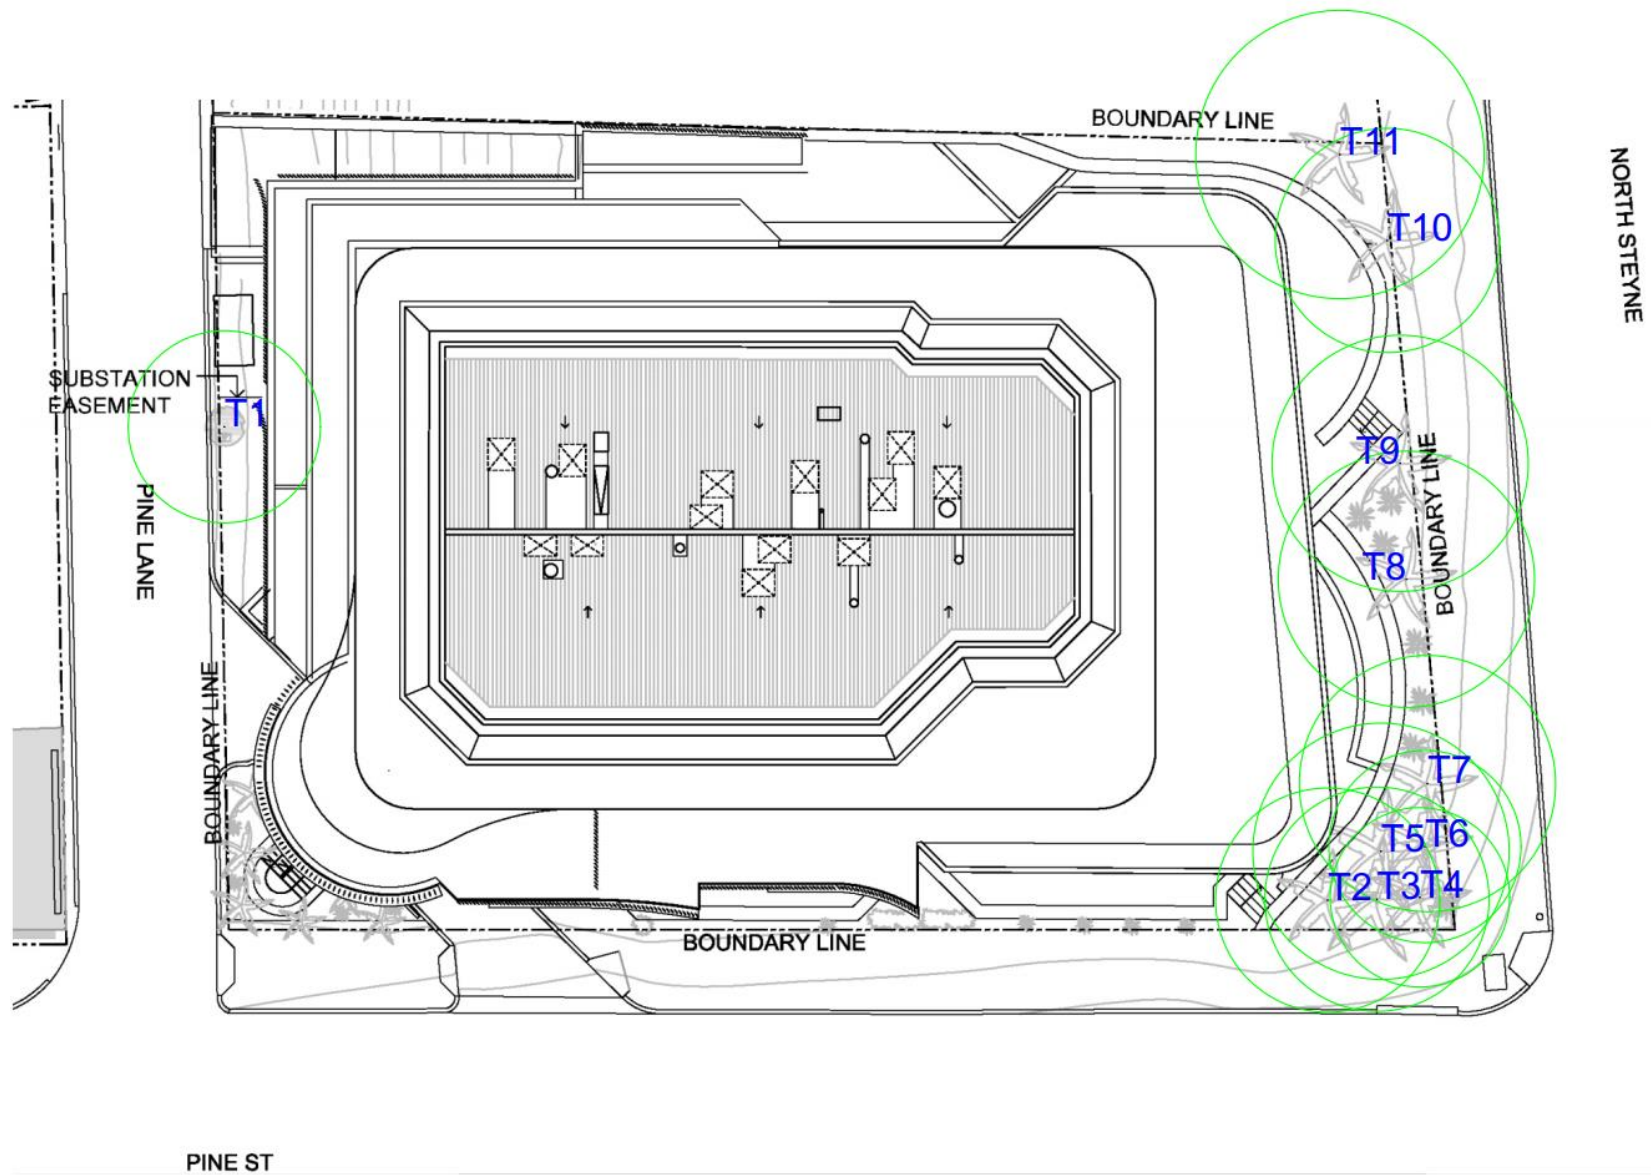 BOUNDARY LINE
T11
T10
NORTH STEYNE
SUBSTATION
EASEMENT
T1
T9
BOUNDARY LINE
PINE LANE
T8
BOUNDARY LINE
T7
T5
T6
T2
T3
T4
BOUNDARY LINE
PINE ST